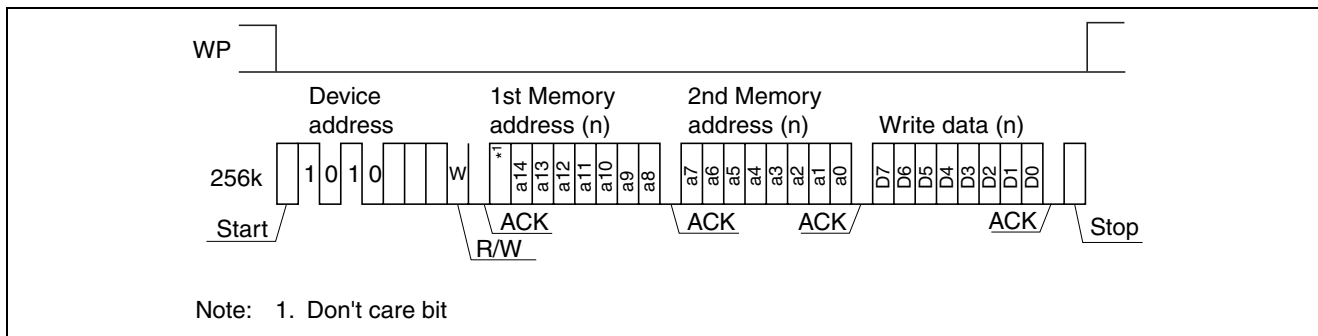 WP
Device address
1st Memory address (n)
2nd Memory address (n)
Write data (n)
256k
1 0 1 0 W *1 a14 a13 a12 a11 a10 a9 a8 a7 a6 a5 a4 a3 a2 a1 a0 D7 D6 D5 D4 D3 D2 D1 D0
Start
R/W
ACK
ACK
ACK
ACK
Stop
Note: 1. Don't care bit